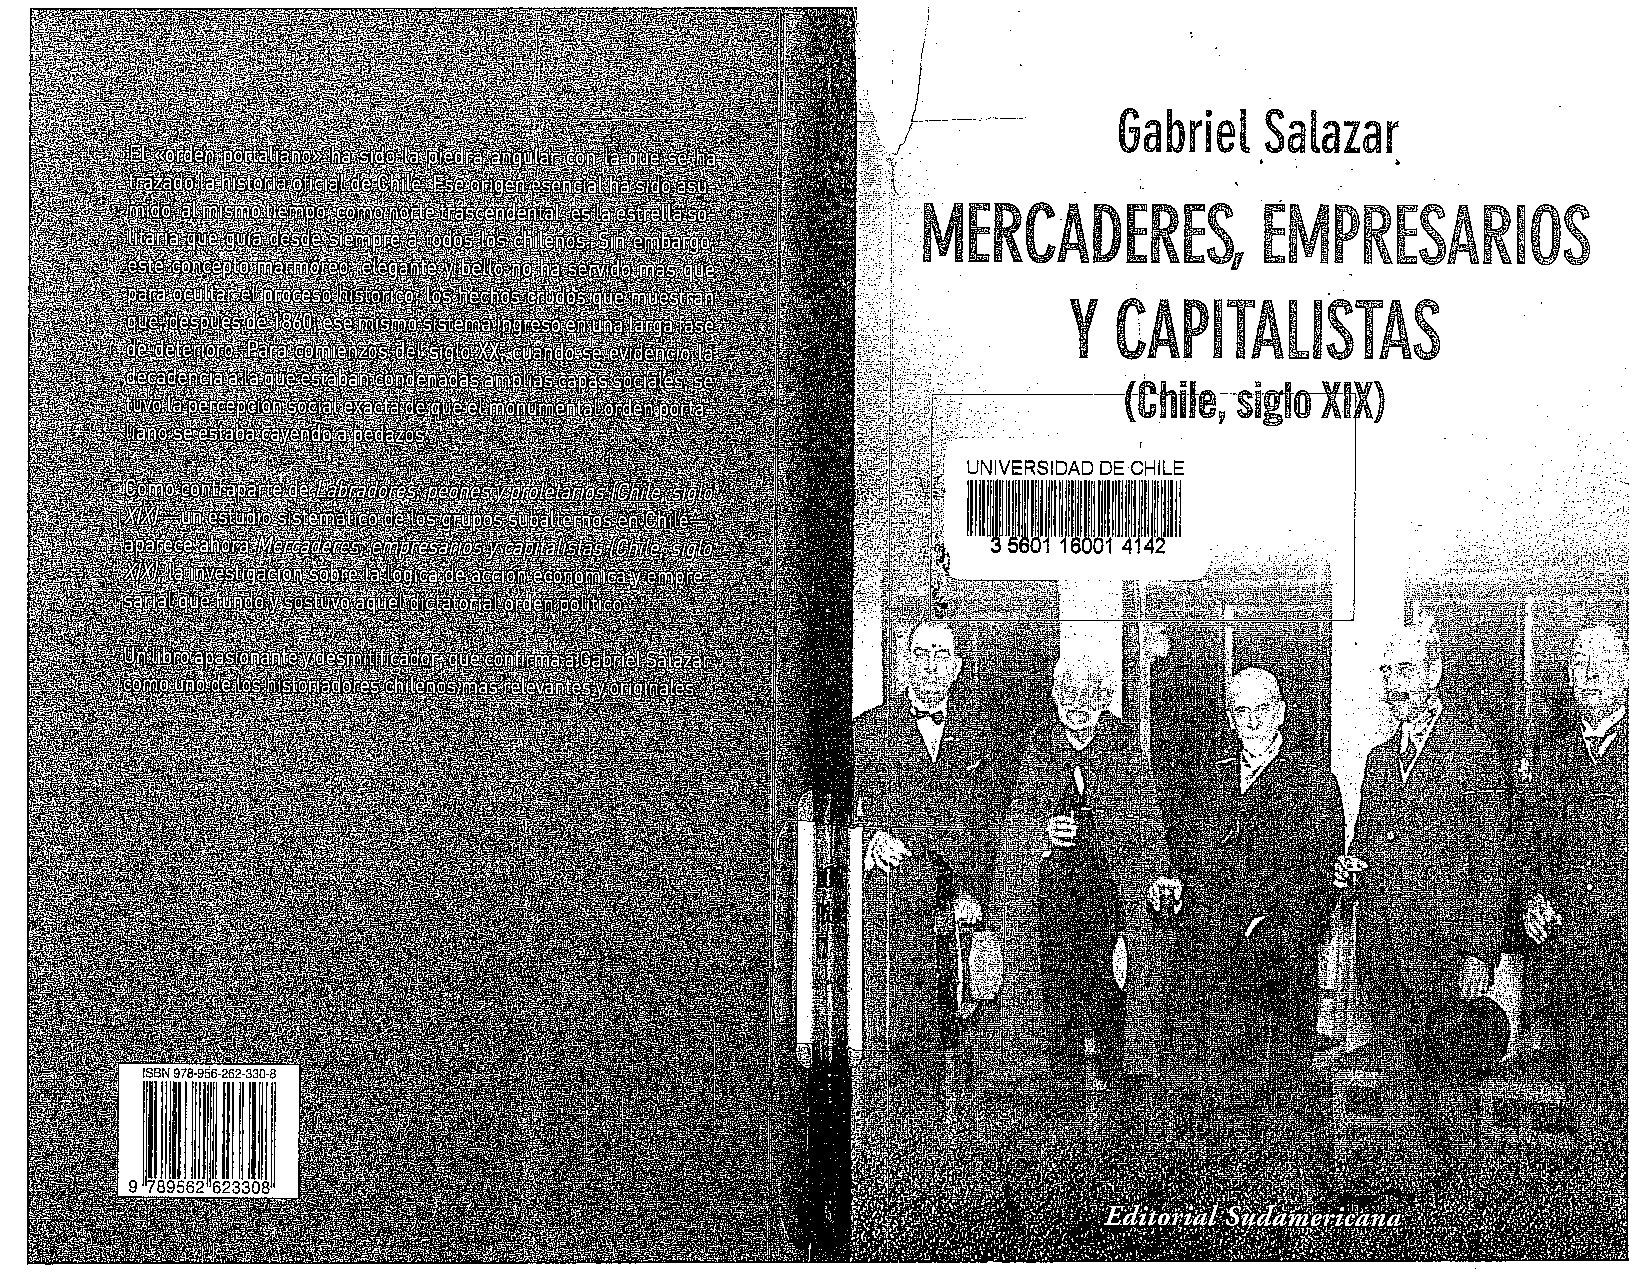 El «orden portaliano» ha sido la piedra angular con la que se ha
trazado la historia oficial de Chile. Ese origen esencial ha sido asu-
mido, al mismo tiempo, como norte trascendental: es la estrella so-
litaria que guía desde siempre a todos los chilenos. Sin embargo,
este concepto marmóreo, elegante y bello no ha servido más que
para ocultar el proceso histórico: los hechos crudos que muestran
que, después de 1860, ese mismo sistema ingresó en una larga fase
de deterioro. Para comienzos del siglo XX, cuando se evidenció la
decadencia a la que estaban condenadas amplias capas sociales, se
tuvo la percepción social exacta de que el monumental orden porta-
liano se estaba cayendo a pedazos.
Como contraparte de Labradores, peones y proletarios (Chile, siglo
XIX) —un estudio sistemático de los grupos subalternos en Chile—
aparece ahora Mercaderes, empresarios y capitalistas (Chile, siglo
XIX), la investigación sobre la lógica de acción económica y empre-
sarial que fundó y sostuvo aquel dictatorial orden político.
Un libro apasionante y desmitificador, que confirma a Gabriel Salazar
como uno de los historiadores chilenos más relevantes y originales.
ISBN 978-956-262-330-8
9 789562 623308
Gabriel Salazar
MERCADERES, EMPRESARIOS
Y CAPITALISTAS
(Chile, siglo XIX)
UNIVERSIDAD DE CHILE
3 5601 16001 4142
Editorial Sudamericana